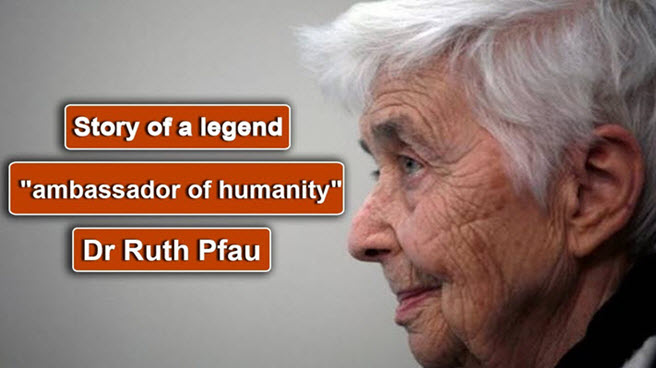 Story of a legend
"ambassador of humanity"
Dr Ruth Pfau